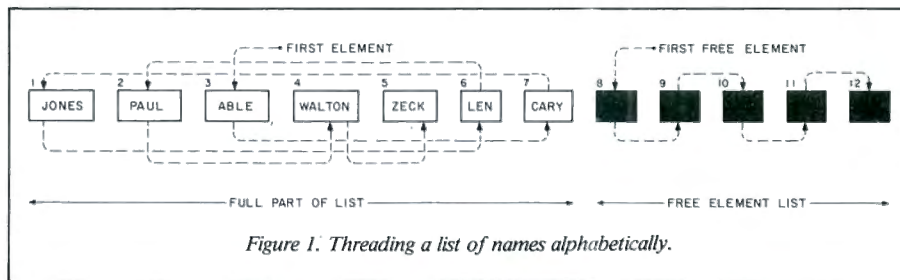 FIRST ELEMENT FIRST FREE ELEMENT
1 2 3 4 5 6 7 8 9 10 11 12
JONES PAUL ABLE WALTON ZECK LEN CARY
FULL PART OF LIST FREE ELEMENT LIST
Figure 1. Threading a list of names alphabetically.